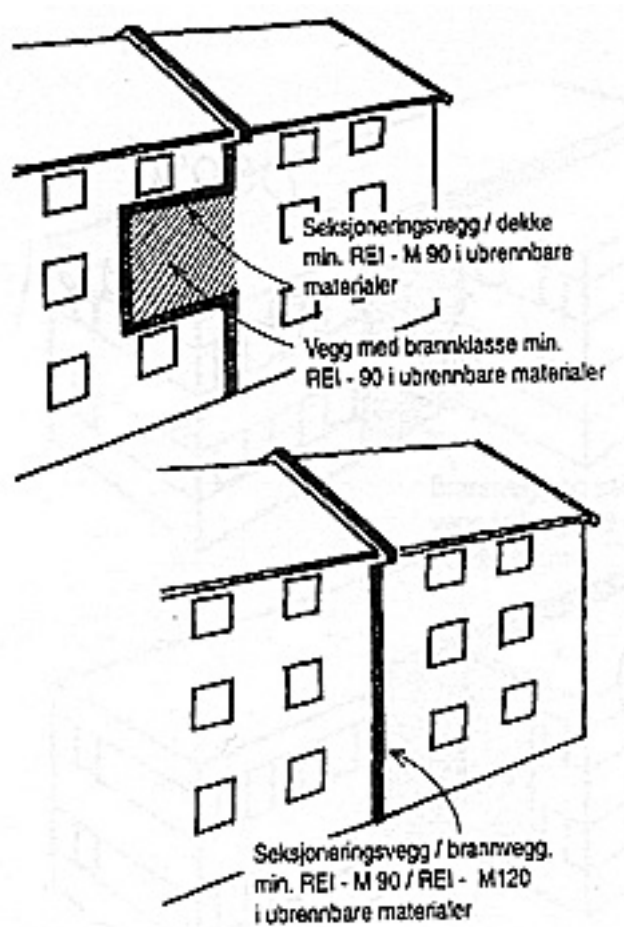 Seksjoneringsvegg / dekke
min. REI - M 90 i ubrennbare
materialer
Vegg med brannklasse min.
REI - 90 i ubrennbare materialer
Seksjoneringsvegg / brannvegg,
min. REI - M 90 / REI - M120
i ubrennbare materialer